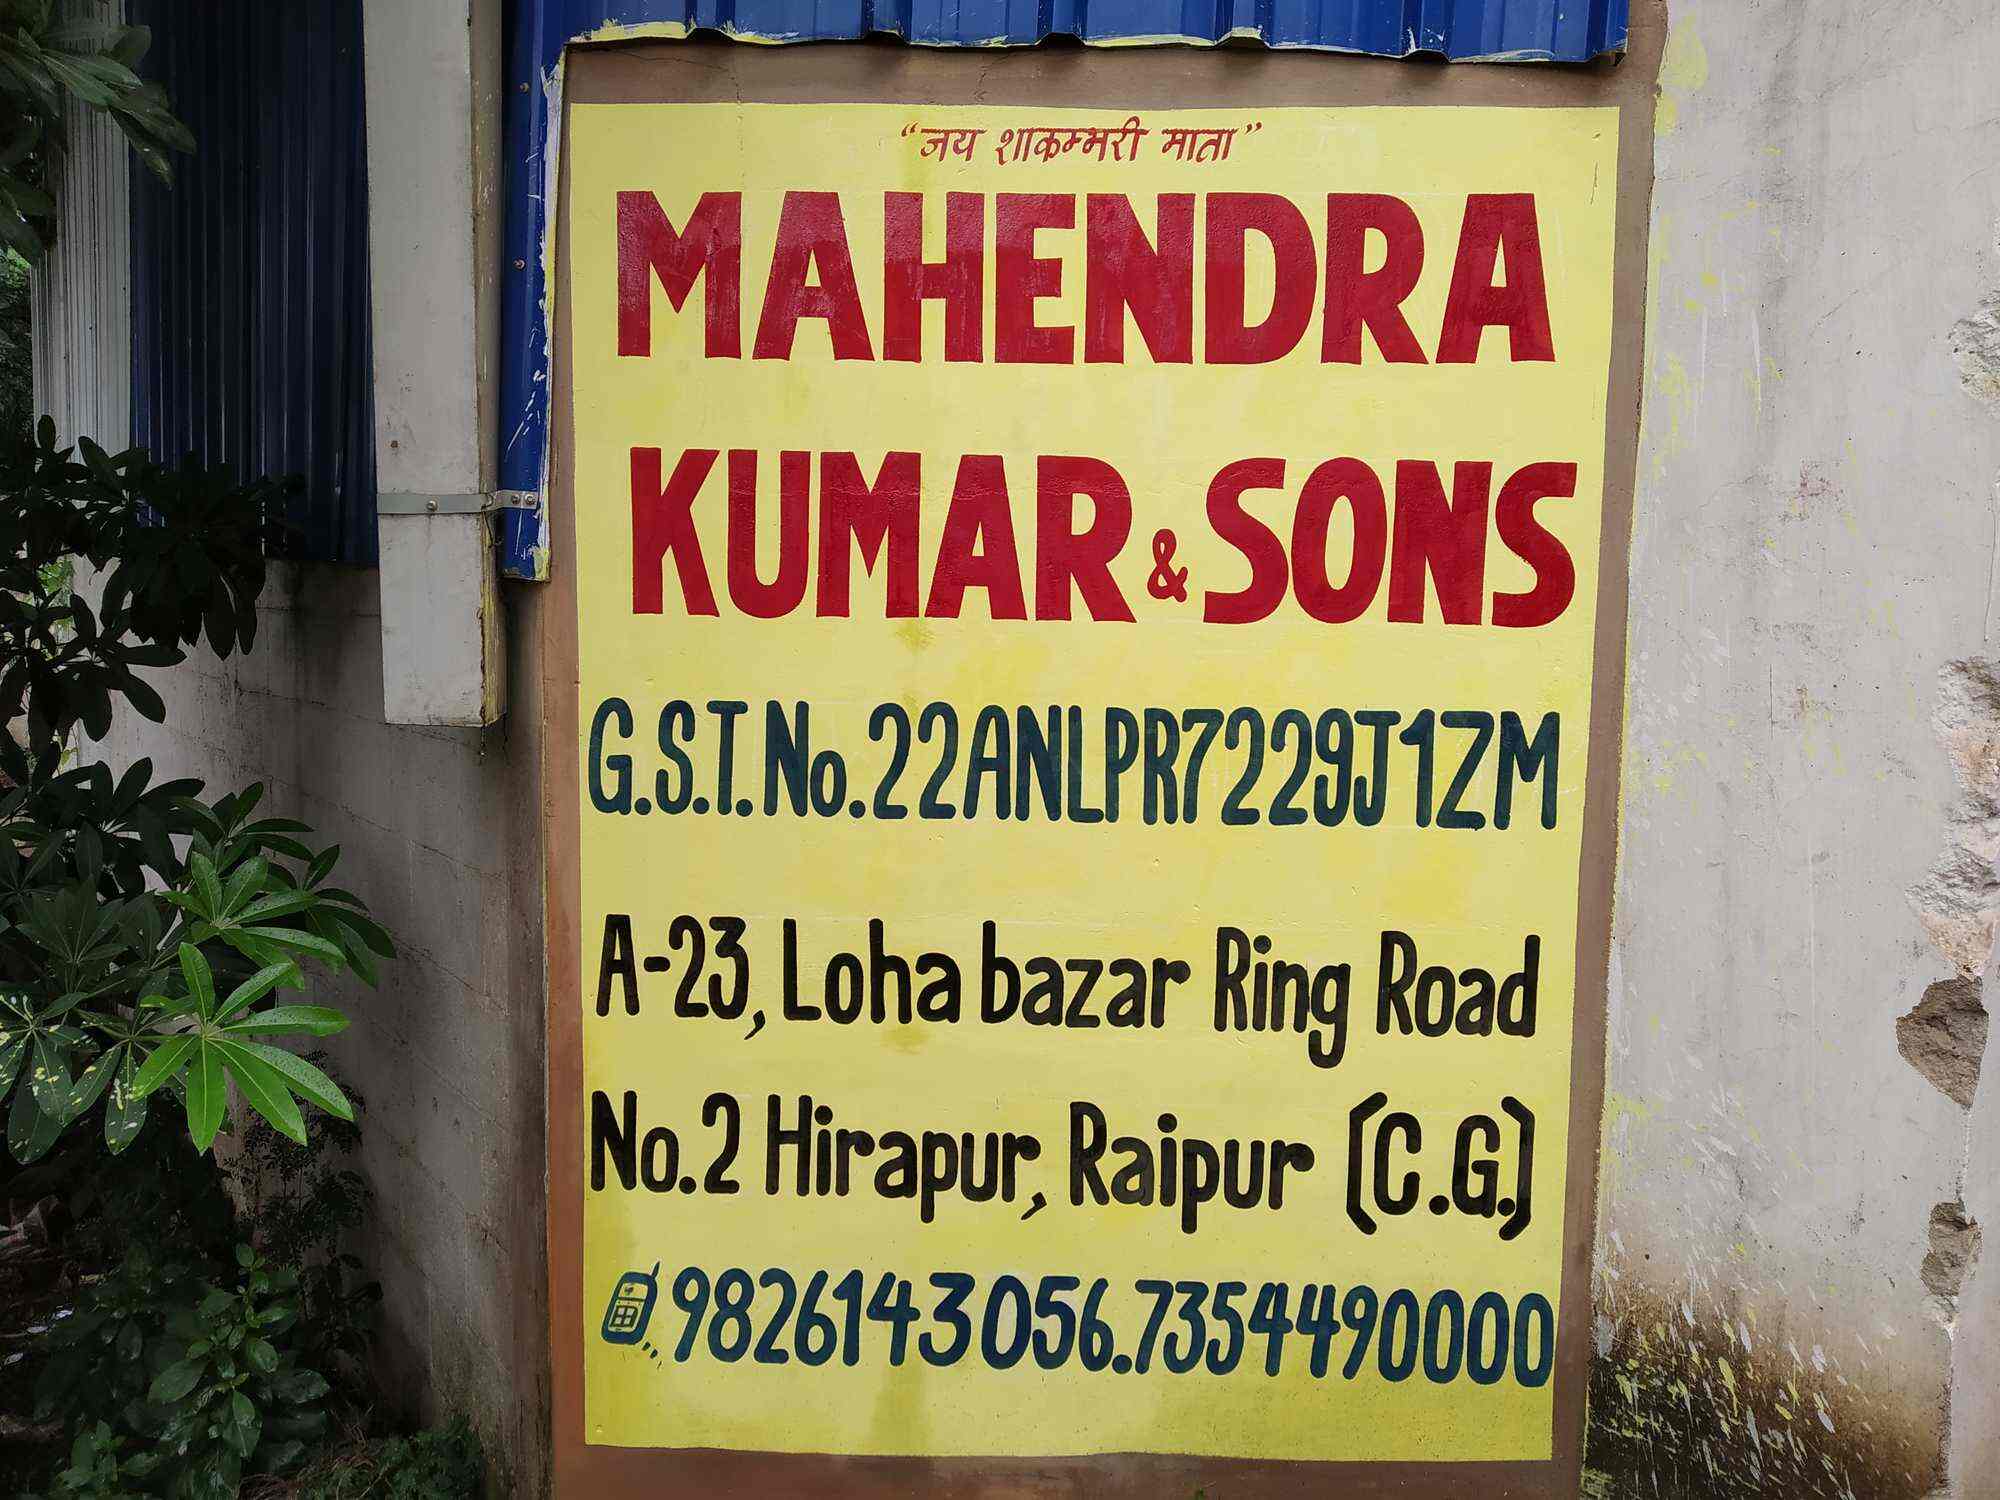 “जय शाकम्भरी माता”
MAHENDRA
KUMAR & SONS
G.S.T.No.22ANLPR7229J1ZM
A-23, Loha bazar Ring Road
No.2 Hirapur, Raipur (C.G.)
9826143056.7354490000